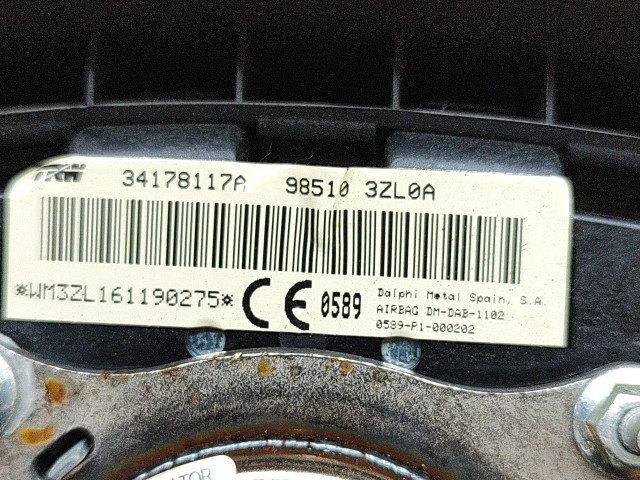 TRW 34178117A 98510 3ZL0A
*WM3ZL161190275* CE 0589
Dalphi Metal Spain, S.A.
AIRBAG DM-DAB-1102
0589-P1-000202